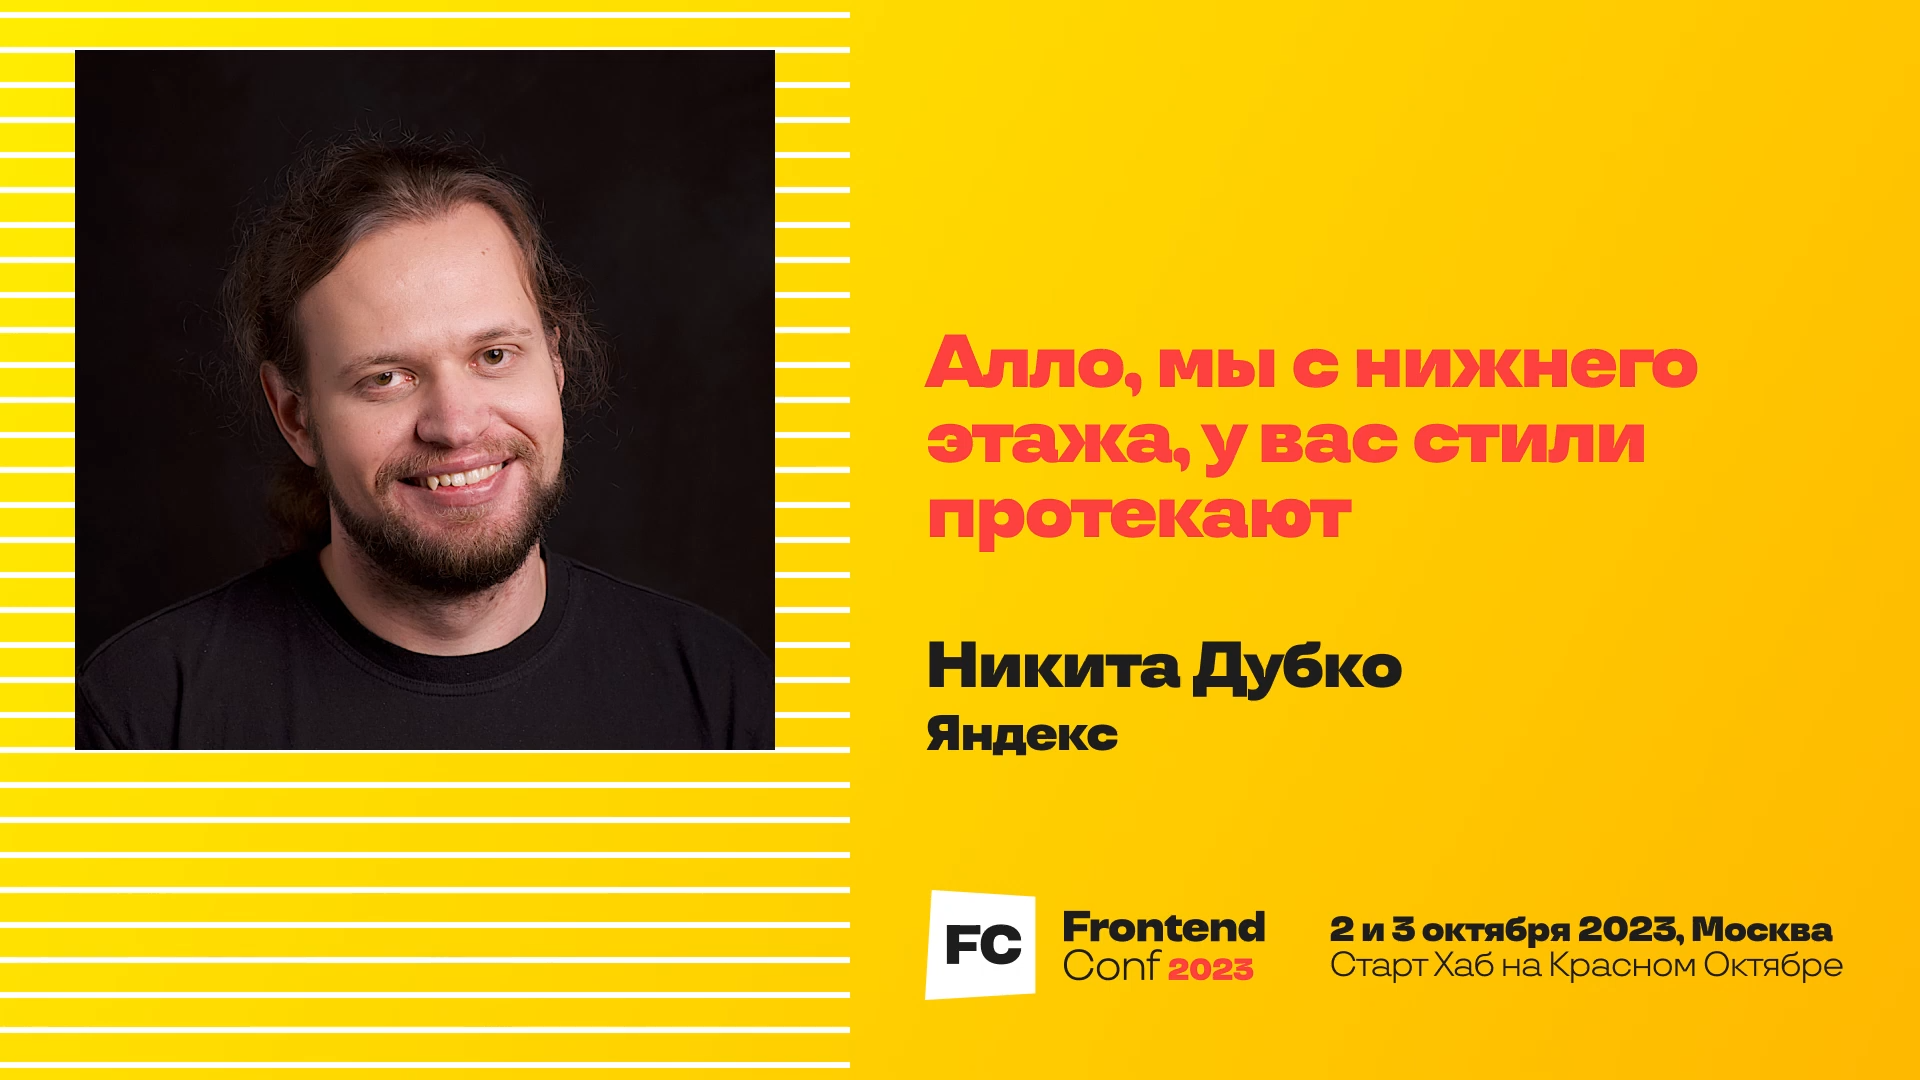 Алло, мы с нижнего
этажа, у вас стили
протекают
Никита Дубко
Яндекс
FC
Frontend
Conf 2023
2 и 3 октября 2023, Москва
Старт Хаб на Красном Октябре